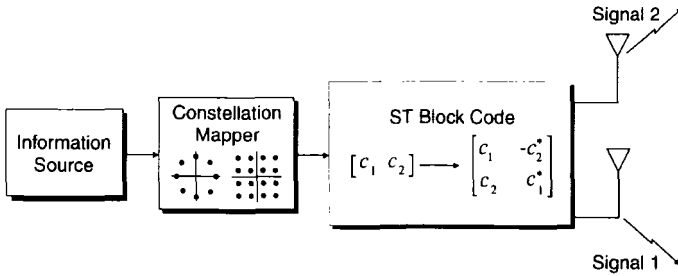 Signal 2
Information
Source
Constellation
Mapper
ST Block Code
[c₁ c₂] → [c₁ -c₂*
c₂ c₁*]
Signal 1